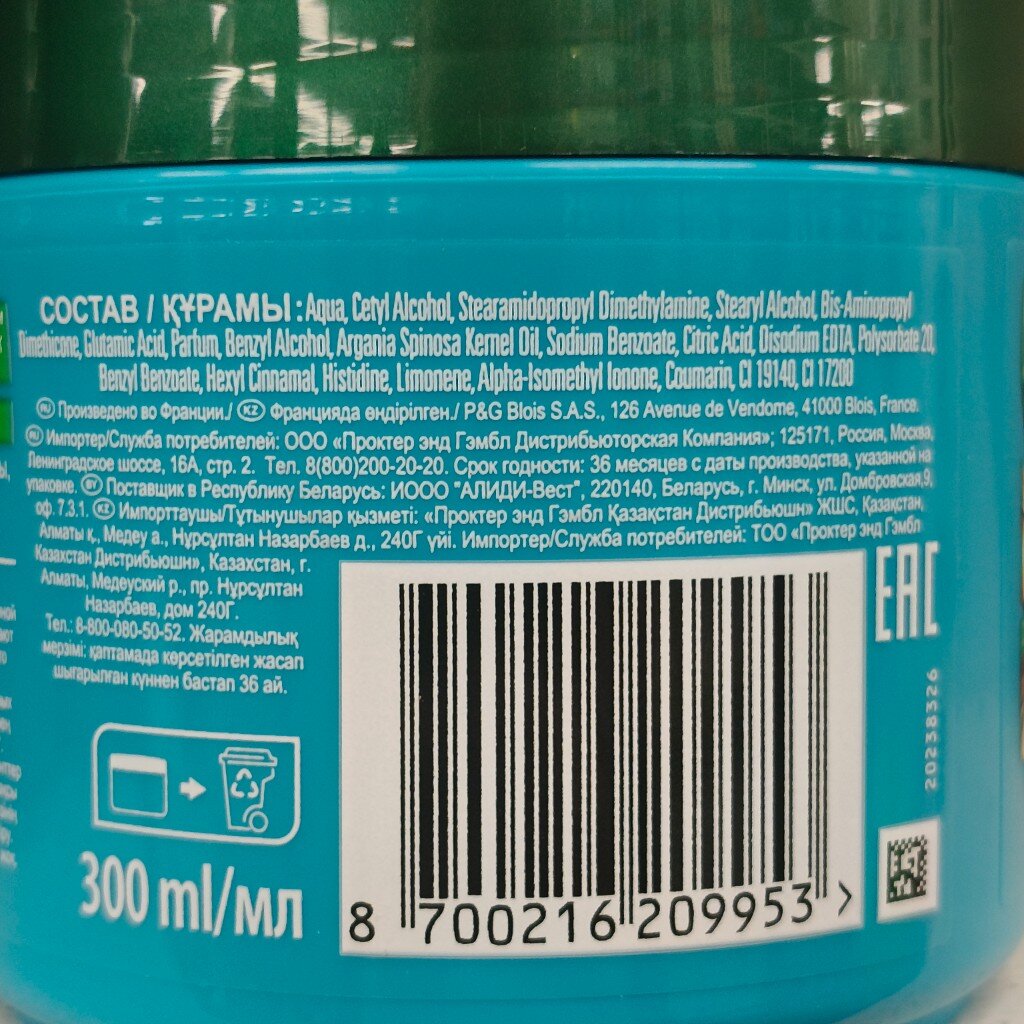 СОСТАВ / ҚҰРАМЫ: Aqua, Cetyl Alcohol, Stearamidopropyl Dimethylamine, Stearyl Alcohol, Bis-Aminopropyl
Dimethicone, Glutamic Acid, Parfum, Benzyl Alcohol, Argania Spinosa Kernel Oil, Sodium Benzoate, Citric Acid, Disodium EDTA, Polysorbate 20,
Benzyl Benzoate, Hexyl Cinnamal, Histidine, Limonene, Alpha-Isomethyl Ionone, Coumarin, CI 19140, CI 17200
RU Произведено во Франции./ KZ Францияда өндірілген./ P&G Blois S.A.S., 126 Avenue de Vendome, 41000 Blois, France.
RU Импортер/Служба потребителей: ООО «Проктер энд Гэмбл Дистрибьюторская Компания»; 125171, Россия, Москва,
Ленинградское шоссе, 16А, стр. 2. Тел. 8(800)200-20-20. Срок годности: 36 месяцев с даты производства, указанной на
упаковке. BY Поставщик в Республику Беларусь: ИООО "АЛИДИ-Вест", 220140, Беларусь, г. Минск, ул. Домбровская,9,
оф. 7.3.1. KZ Импорттаушы/Тұтынушылар қызметі: «Проктер энд Гэмбл Қазақстан Дистрибьюшн» ЖШС, Қазақстан,
Алматы қ., Медеу а., Нұрсұлтан Назарбаев д., 240Г үйі. Импортер/Служба потребителей: ТОО «Проктер энд Гэмбл
Казахстан Дистрибьюшн», Казахстан, г.
Алматы, Медеуский р., пр. Нұрсұлтан
Назарбаев, дом 240Г.
Тел.: 8-800-080-50-52. Жарамдылық
мерзімі: қаптамада көрсетілген жасап
шығарылған күннен бастап 36 ай.
EAC
20238326
300 ml/мл
8 700216 209953 >